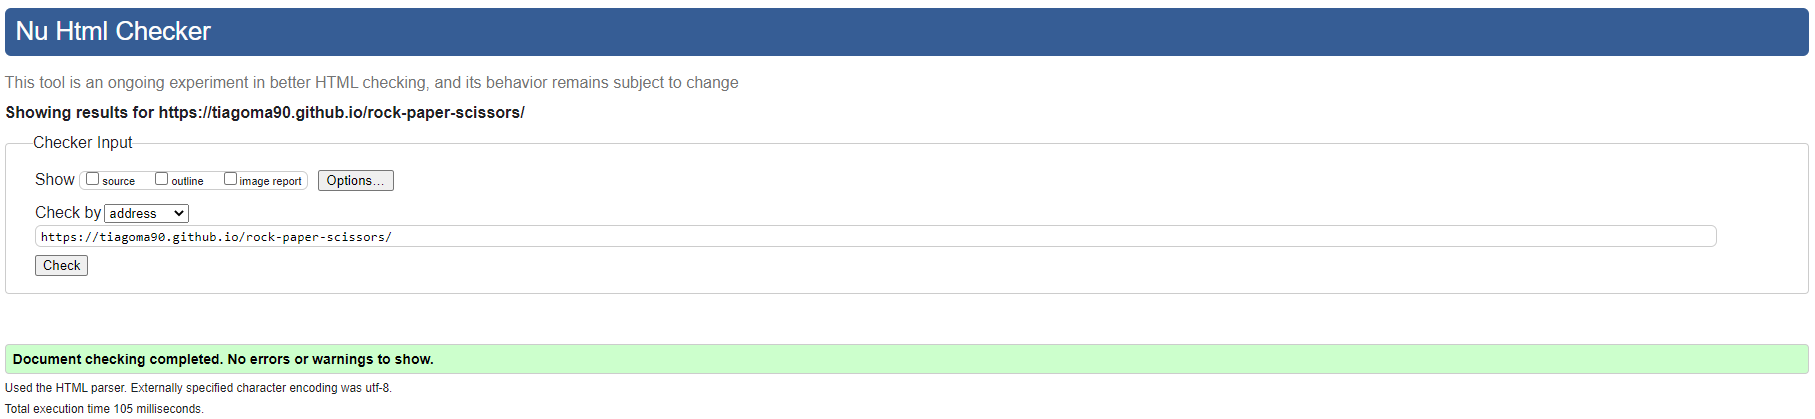 Nu Html Checker
This tool is an ongoing experiment in better HTML checking, and its behavior remains subject to change
Showing results for https://tiagoma90.github.io/rock-paper-scissors/
Checker Input
Show source outline image report Options...
Check by address
https://tiagoma90.github.io/rock-paper-scissors/
Check
Document checking completed. No errors or warnings to show.
Used the HTML parser. Externally specified character encoding was utf-8.
Total execution time 105 milliseconds.